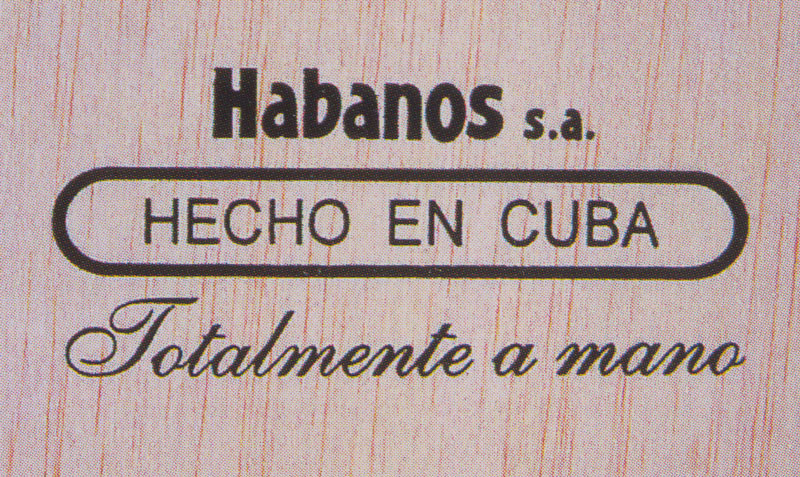 Habanos s.a.
HECHO EN CUBA
Totalmente a mano